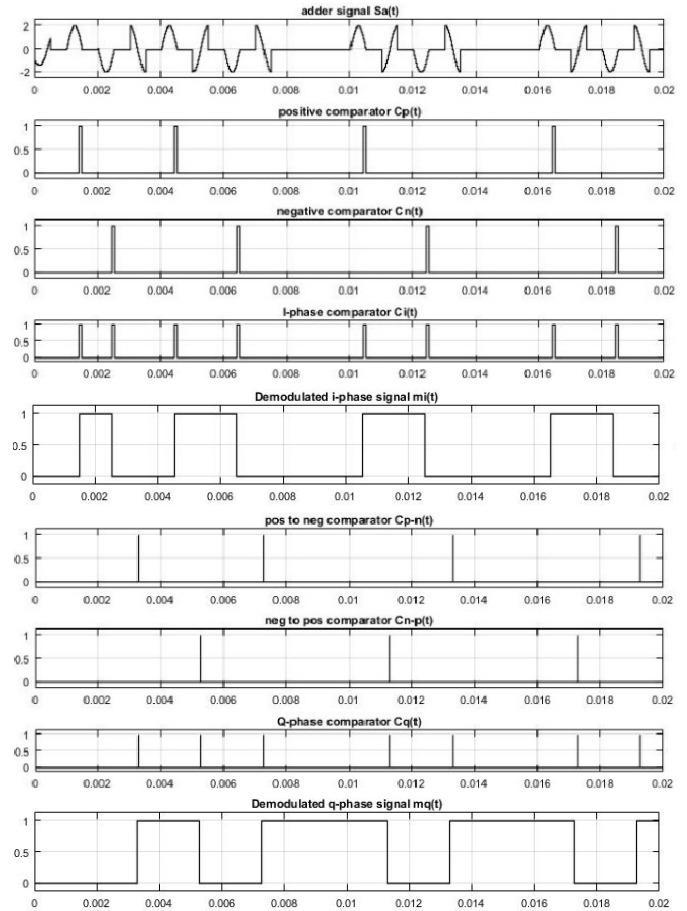 adder signal Sa(t)
2
0
-2
0 0.002 0.004 0.006 0.008 0.01 0.012 0.014 0.016 0.018 0.02
positive comparator Cp(t)
1
0.5
0
0 0.002 0.004 0.006 0.008 0.01 0.012 0.014 0.016 0.018 0.02
negative comparator Cn(t)
1
0.5
0
0 0.002 0.004 0.006 0.008 0.01 0.012 0.014 0.016 0.018 0.02
I-phase comparator Ci(t)
1
0.5
0
0 0.002 0.004 0.006 0.008 0.01 0.012 0.014 0.016 0.018 0.02
Demodulated i-phase signal mi(t)
1
0.5
0
0 0.002 0.004 0.006 0.008 0.01 0.012 0.014 0.016 0.018 0.02
pos to neg comparator Cp-n(t)
1
0.5
0
0 0.002 0.004 0.006 0.008 0.01 0.012 0.014 0.016 0.018 0.02
neg to pos comparator Cn-p(t)
1
0.5
0
0 0.002 0.004 0.006 0.008 0.01 0.012 0.014 0.016 0.018 0.02
Q-phase comparator Cq(t)
1
0.5
0
0 0.002 0.004 0.006 0.008 0.01 0.012 0.014 0.016 0.018 0.02
Demodulated q-phase signal mq(t)
1
0.5
0
0 0.002 0.004 0.006 0.008 0.01 0.012 0.014 0.016 0.018 0.02